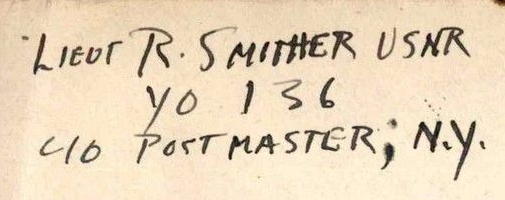 LIEUT R. SMITHER USNR
YO 136
C/O POSTMASTER, N.Y.